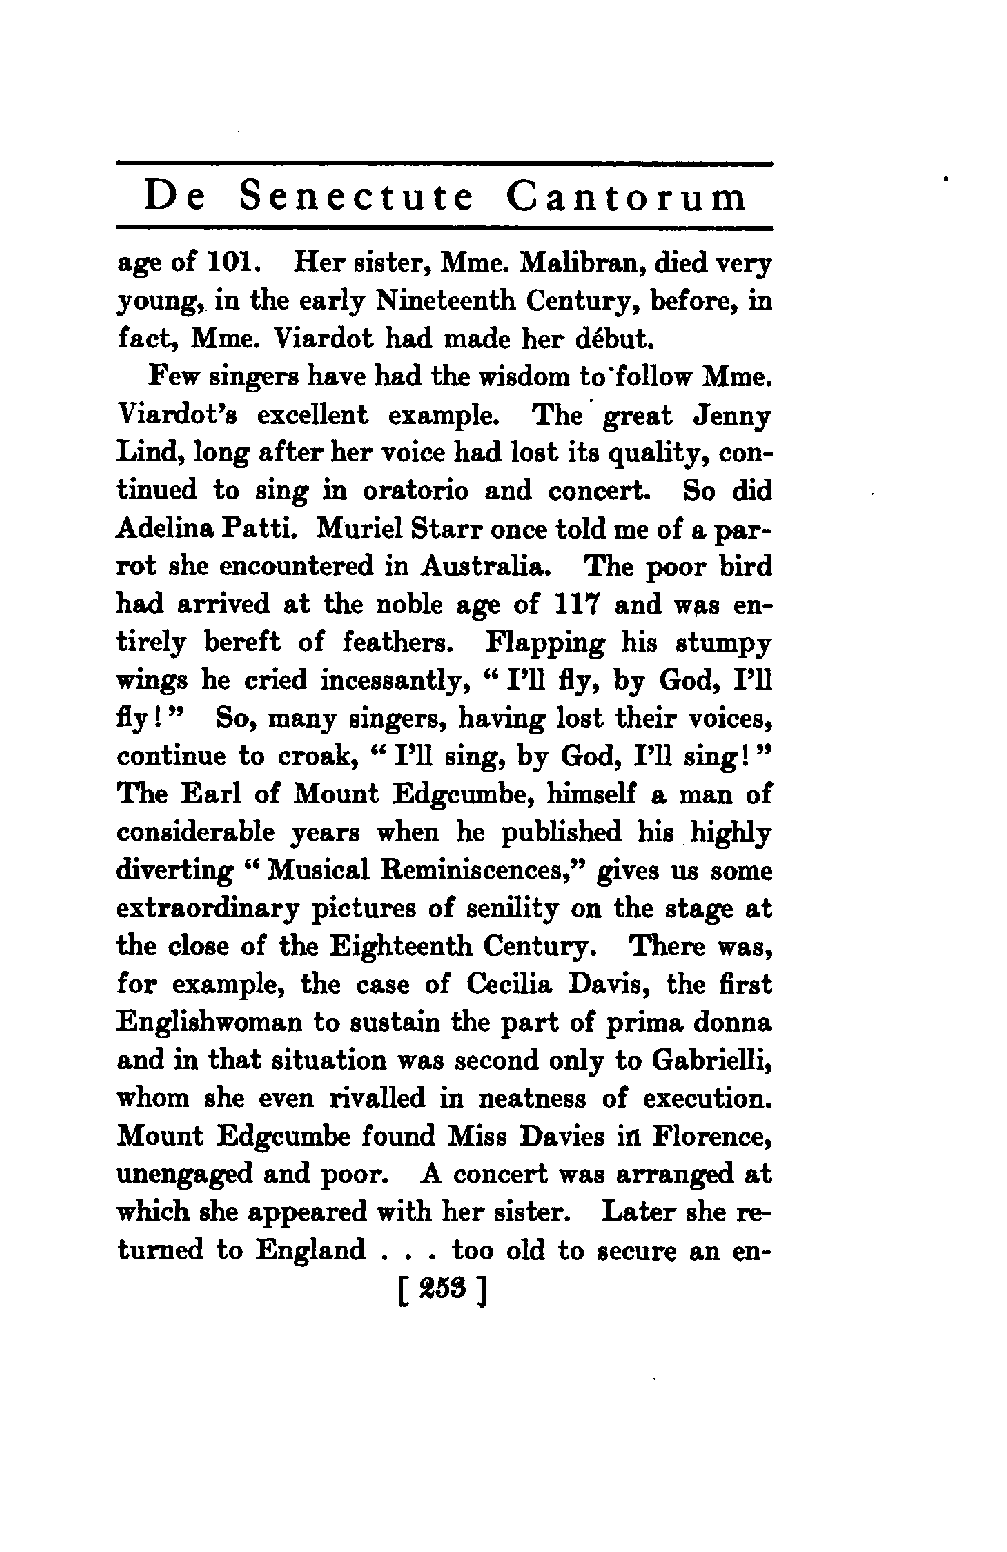 De Senectute Cantorum
age of 101. Her sister, Mme. Malibran, died very
young, in the early Nineteenth Century, before, in
fact, Mme. Viardot had made her début.
Few singers have had the wisdom to follow Mme.
Viardot's excellent example. The great Jenny
Lind, long after her voice had lost its quality, con-
tinued to sing in oratorio and concert. So did
Adelina Patti. Muriel Starr once told me of a par-
rot she encountered in Australia. The poor bird
had arrived at the noble age of 117 and was en-
tirely bereft of feathers. Flapping his stumpy
wings he cried incessantly, “ I'll fly, by God, I'll
fly! ” So, many singers, having lost their voices,
continue to croak, “ I'll sing, by God, I'll sing! ”
The Earl of Mount Edgcumbe, himself a man of
considerable years when he published his highly
diverting “ Musical Reminiscences,” gives us some
extraordinary pictures of senility on the stage at
the close of the Eighteenth Century. There was,
for example, the case of Cecilia Davis, the first
Englishwoman to sustain the part of prima donna
and in that situation was second only to Gabrielli,
whom she even rivalled in neatness of execution.
Mount Edgcumbe found Miss Davies in Florence,
unengaged and poor. A concert was arranged at
which she appeared with her sister. Later she re-
turned to England . . . too old to secure an en-
[ 253 ]